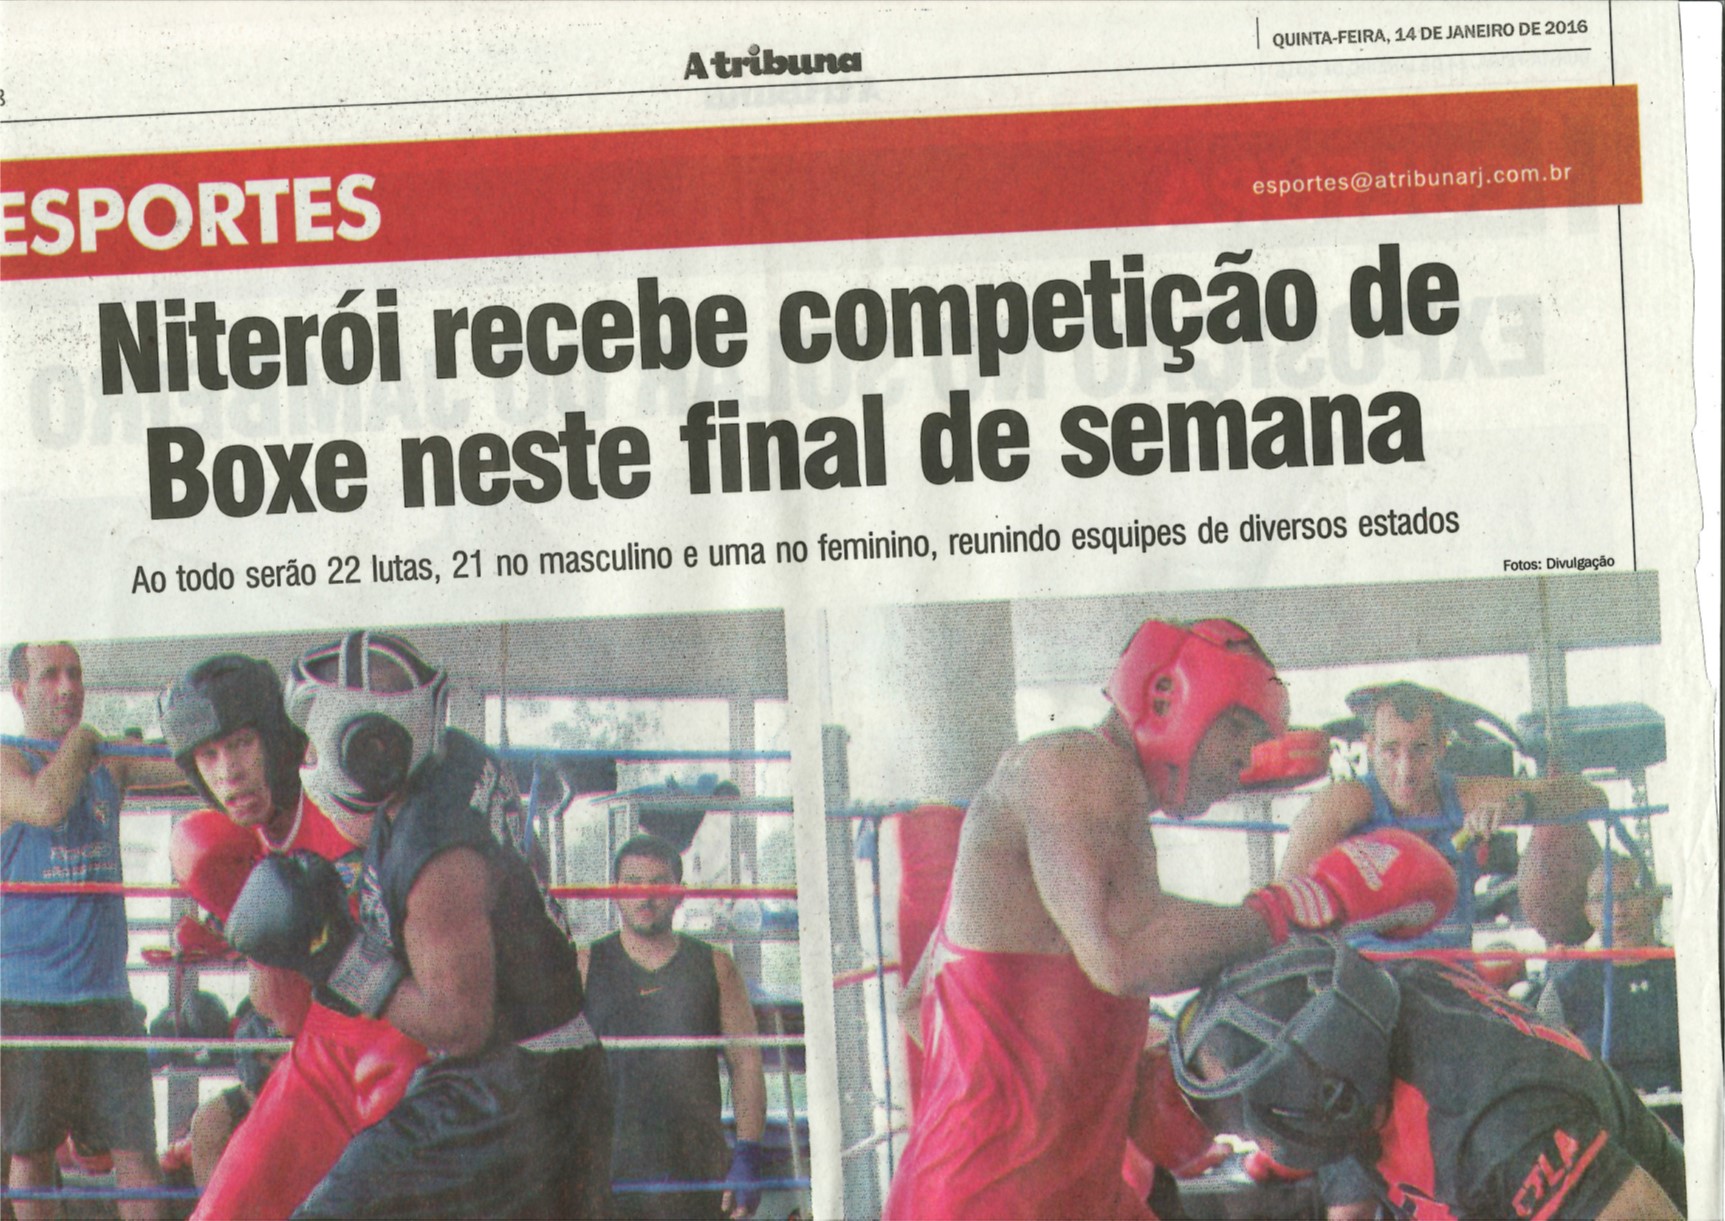 A tribuna
QUINTA-FEIRA, 14 DE JANEIRO DE 2016
ESPORTES
esportes@atribunarj.com.br
Niterói recebe competição de
Boxe neste final de semana
Ao todo serão 22 lutas, 21 no masculino e uma no feminino, reunindo esquipes de diversos estados
Fotos: Divulgação